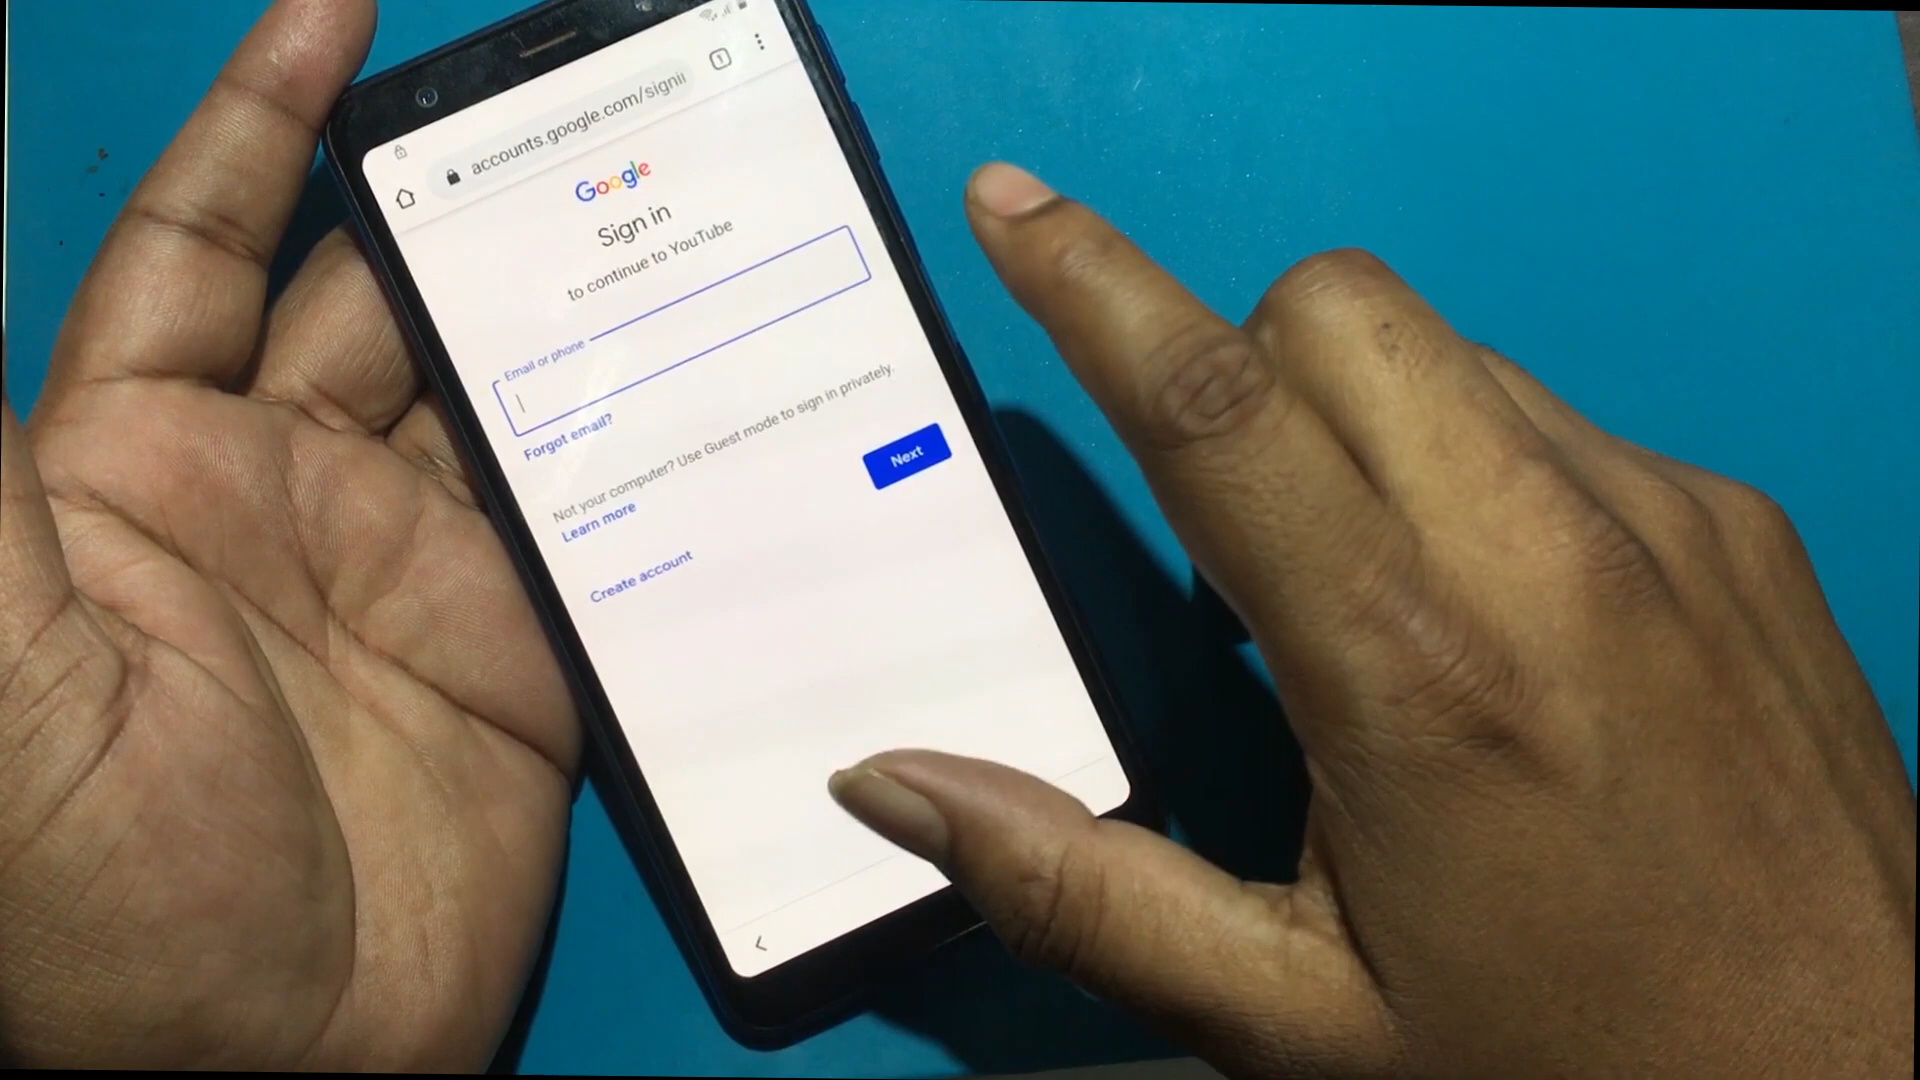 1
accounts.google.com/signi
Google
Sign in
to continue to YouTube
Email or phone
Forgot email?
Not your computer? Use Guest mode to sign in privately.
Learn more
Next
Create account